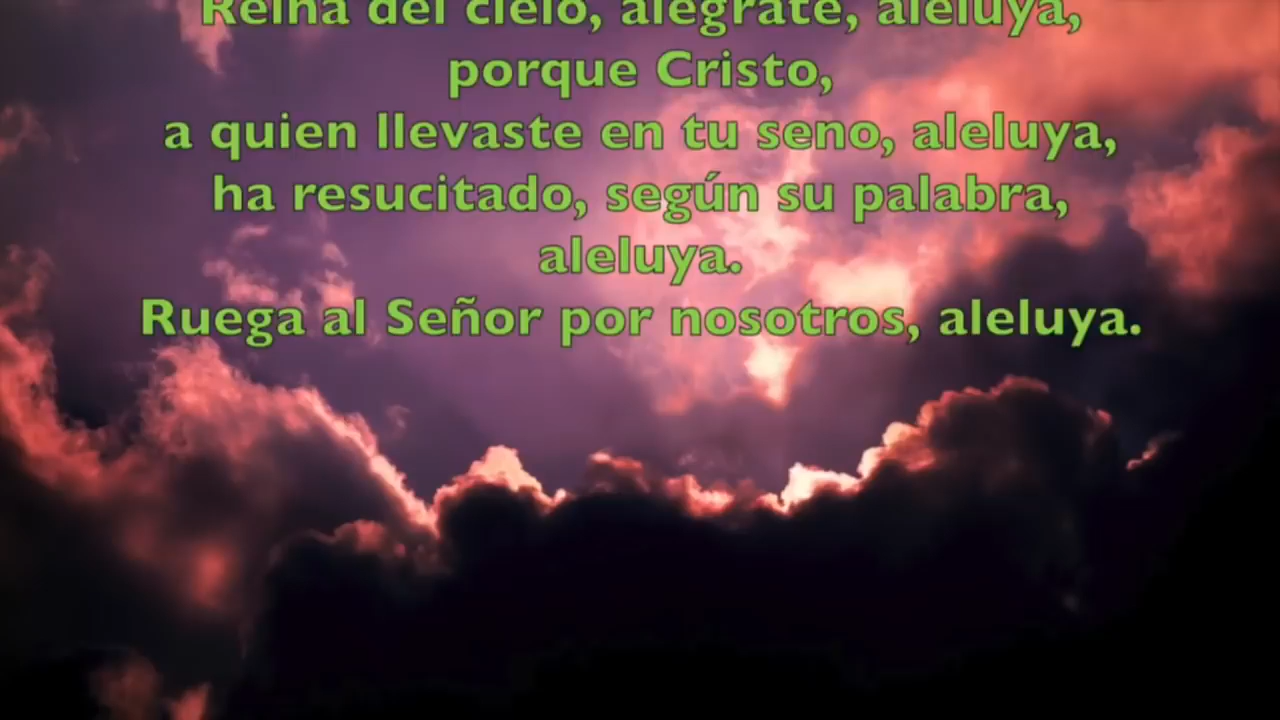 Reina del cielo, alégrate, aleluya,
porque Cristo,
a quien llevaste en tu seno, aleluya,
ha resucitado, según su palabra,
aleluya.
Ruega al Señor por nosotros, aleluya.